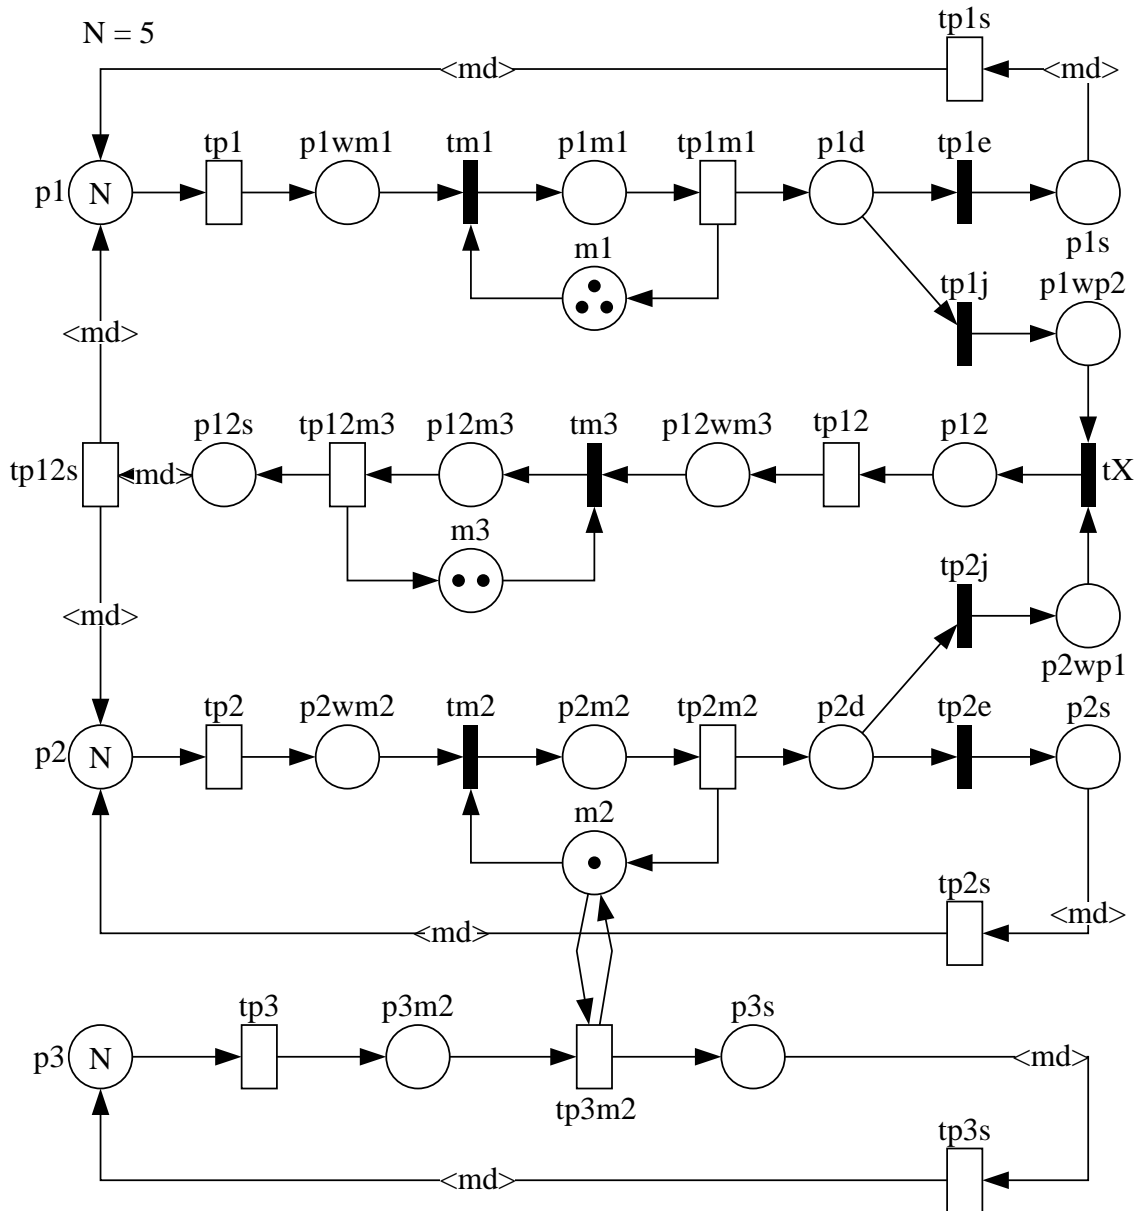 tp1s
N = 5
<md> <md>
tp1 p1wm1 tm1 p1m1 tp1m1 p1d tp1e
p1 N
p1s
m1
tp1j p1wp2
<md>
p12s tp12m3 p12m3 tm3 p12wm3 tp12 p12
tp12s <md> tX
m3
tp2j
<md>
p2wp1
tp2 p2wm2 tm2 p2m2 tp2m2 p2d tp2e p2s
p2 N
m2
tp2s
<md>
<md>
tp3 p3m2 p3s
p3 N <md>
tp3m2
tp3s
<md>